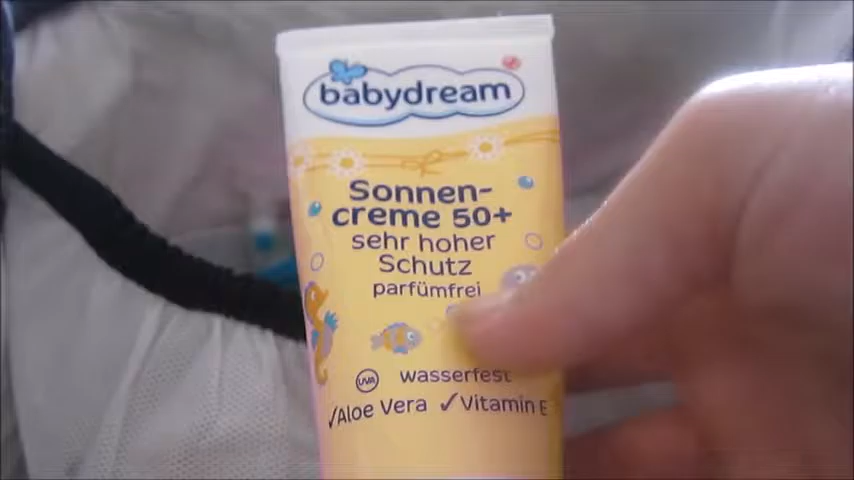 babydream
Sonnen-
creme 50+
sehr hoher
Schutz
parfümfrei
UVA wasserfest
✓Aloe Vera ✓Vitamin E